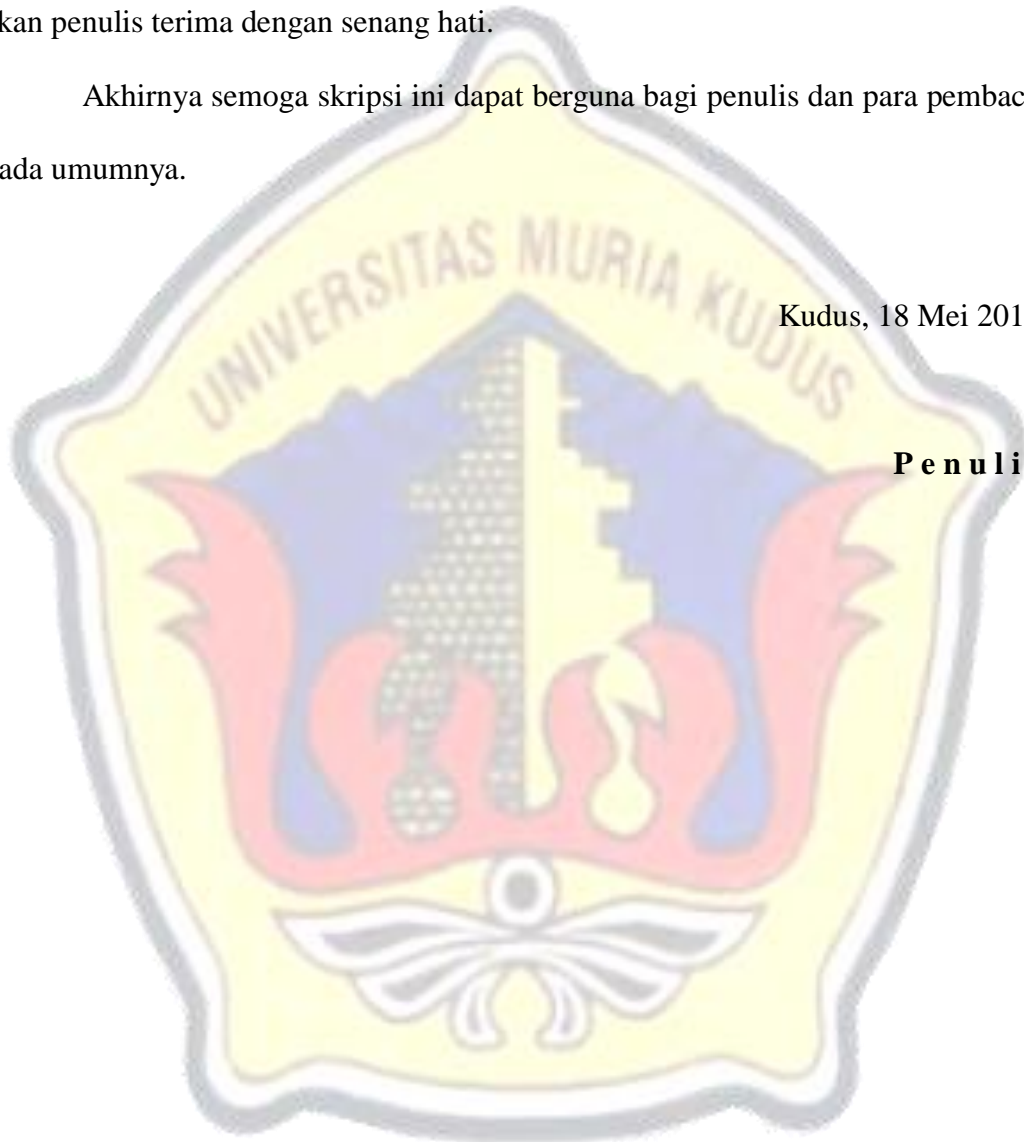 kan penulis terima dengan senang hati.
Akhirnya semoga skripsi ini dapat berguna bagi penulis dan para pembac
ada umumnya.
UNIVERSITAS MURIA KUDUS
Kudus, 18 Mei 201
P e n u l i